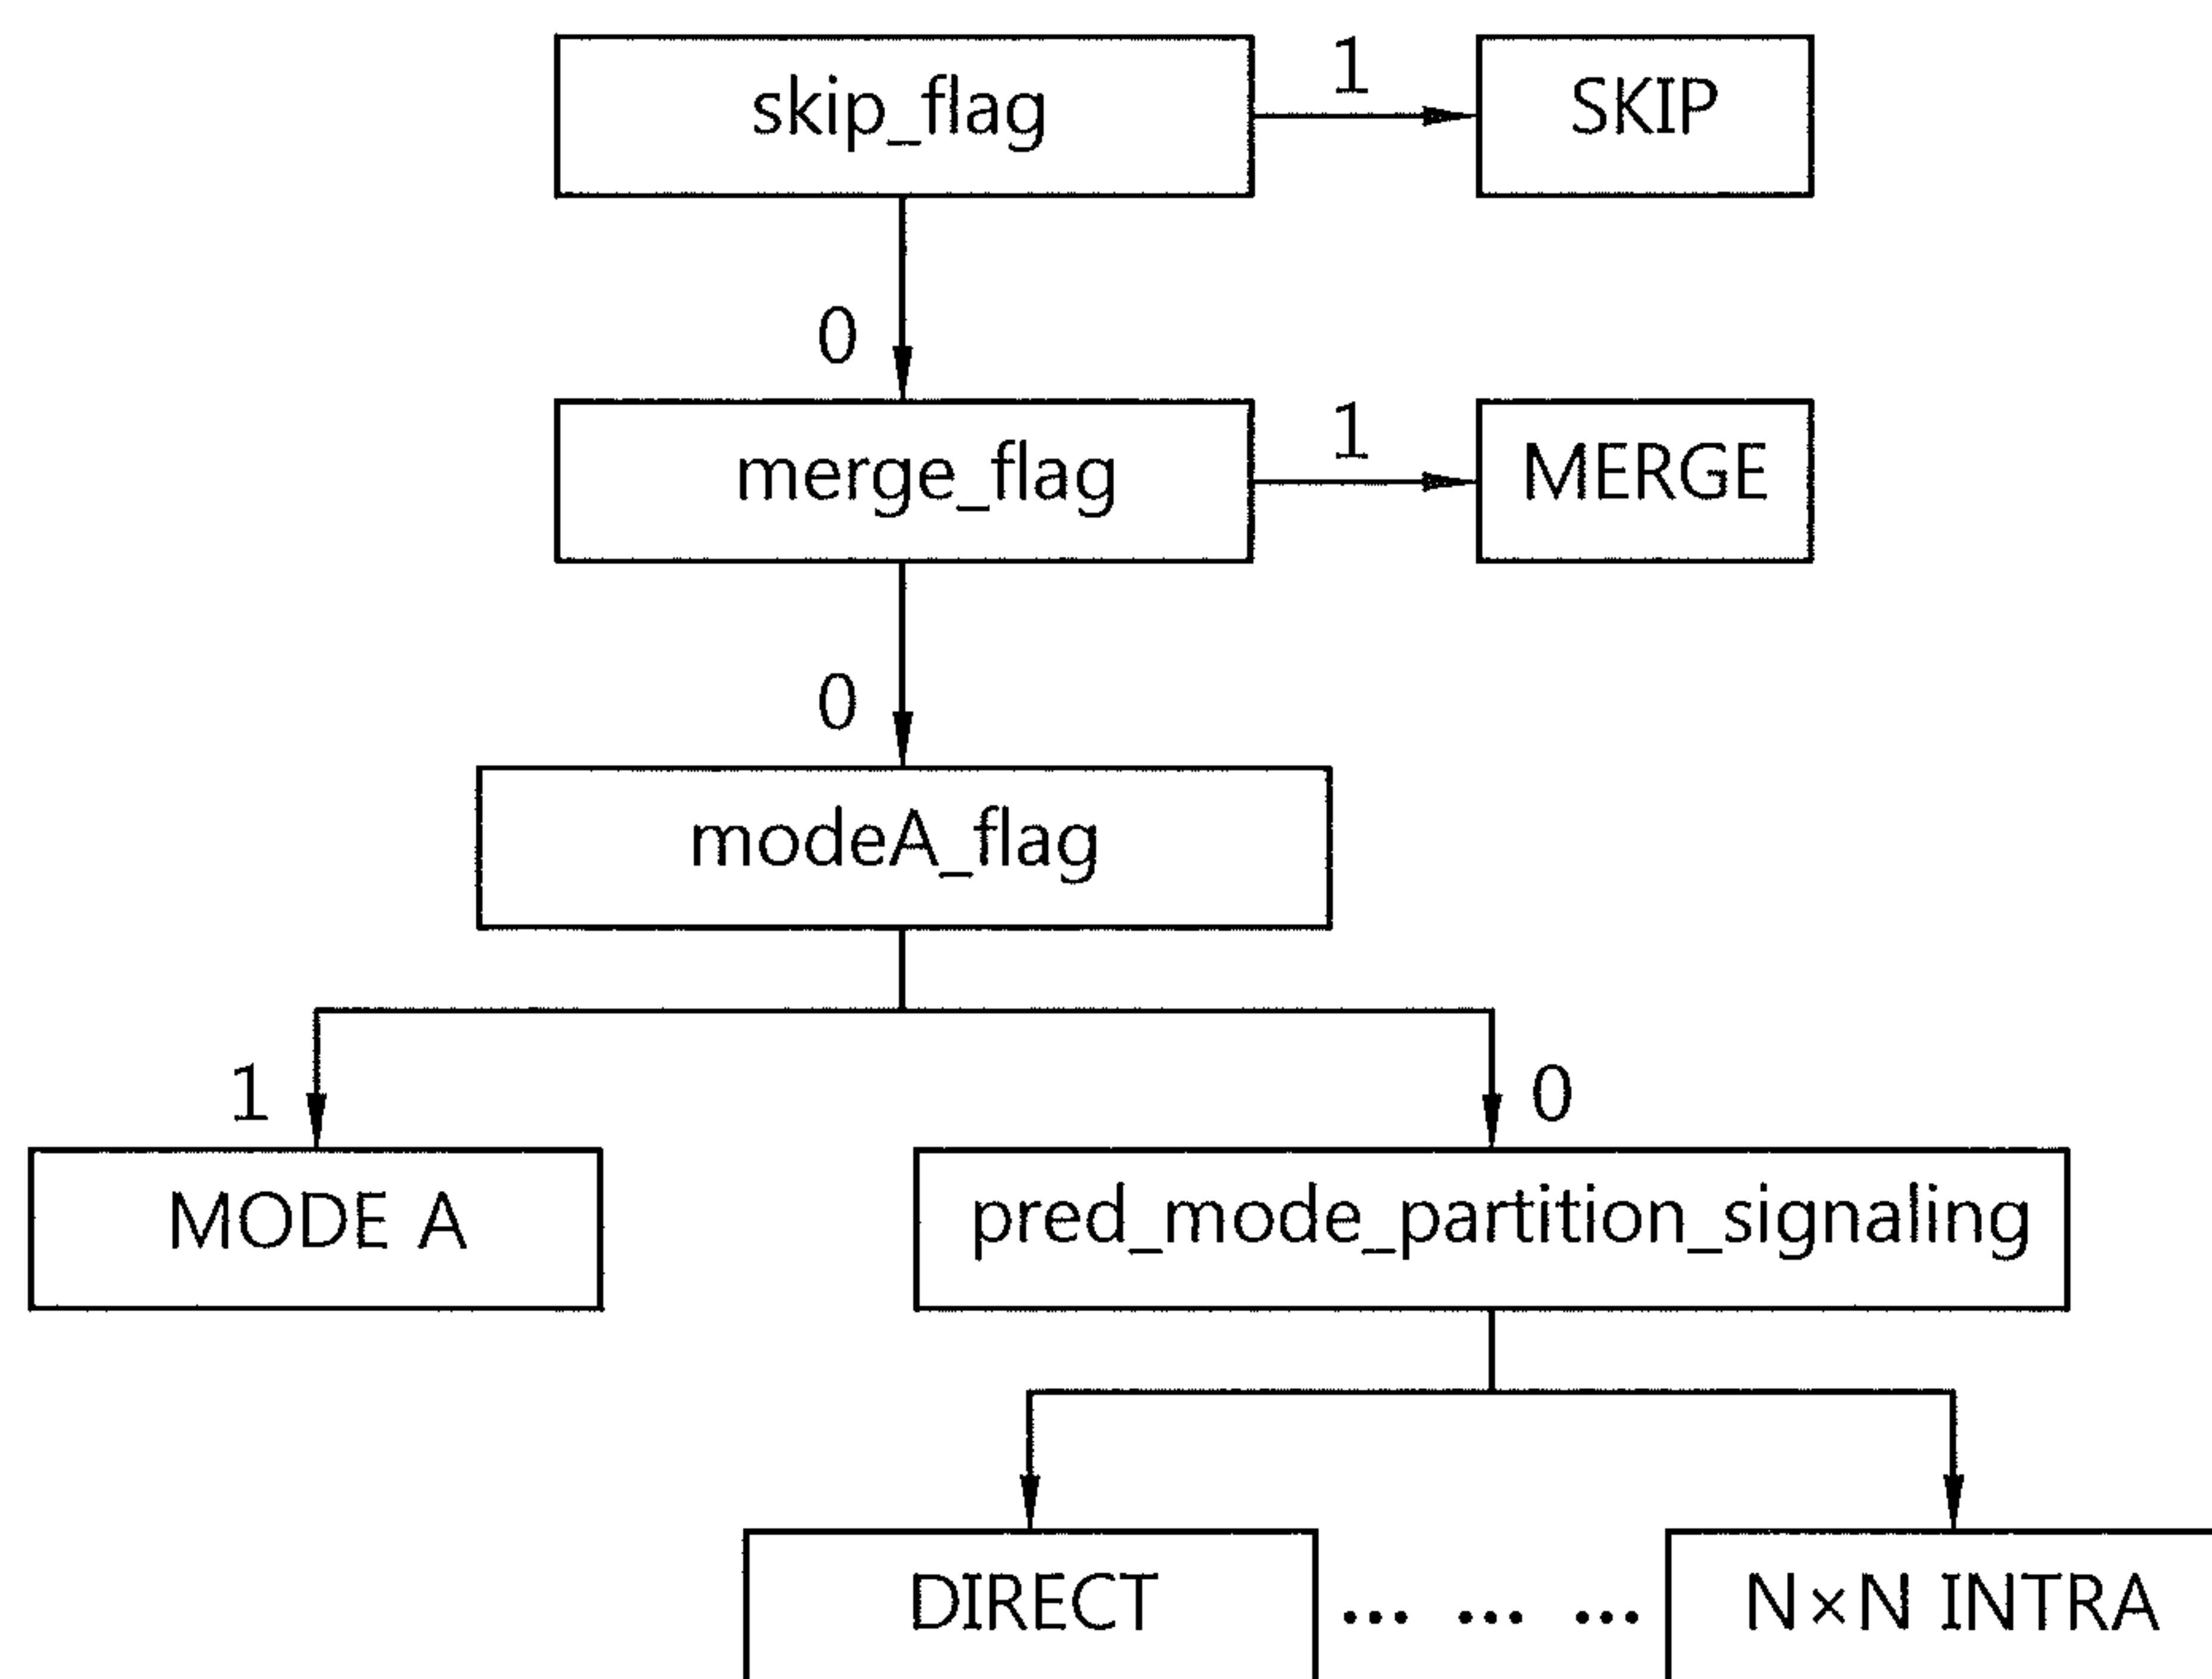 skip_flag
1
SKIP
0
merge_flag
1
MERGE
0
modeA_flag
1
0
MODE A
pred_mode_partition_signaling
DIRECT
... ... ...
N×N INTRA